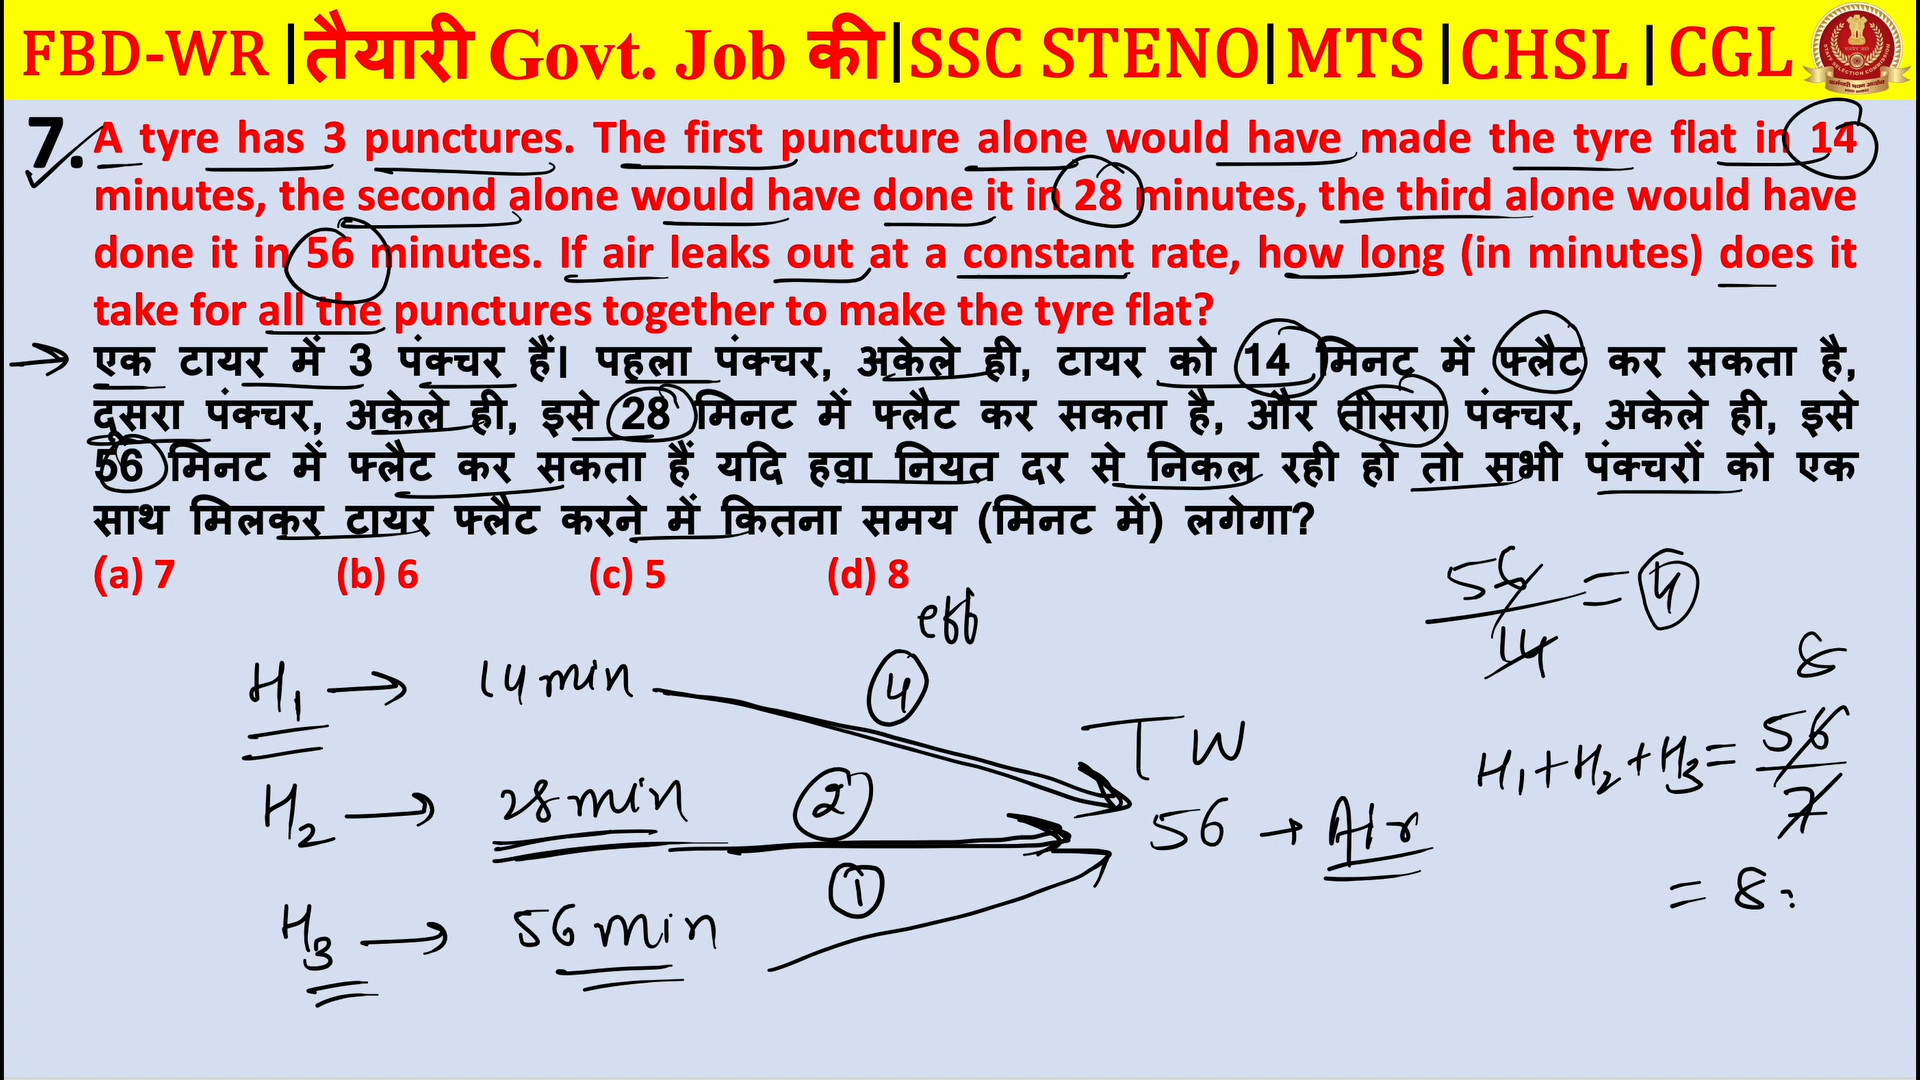 FBD-WR |तैयारी Govt. Job की|SSC STENO|MTS |CHSL |CGL
7. A tyre has 3 punctures. The first puncture alone would have made the tyre flat in 14
minutes, the second alone would have done it in 28 minutes, the third alone would have
done it in 56 minutes. If air leaks out at a constant rate, how long (in minutes) does it
take for all the punctures together to make the tyre flat?
एक टायर में 3 पंक्चर हैं। पहला पंक्चर, अकेले ही, टायर को 14 मिनट में फ्लैट कर सकता है,
दूसरा पंक्चर, अकेले ही, इसे 28 मिनट में फ्लैट कर सकता है, और तीसरा पंक्चर, अकेले ही, इसे
56 मिनट में फ्लैट कर सकता हैं यदि हवा नियत दर से निकल रही हो तो सभी पंक्चरों को एक
साथ मिलकर टायर फ्लैट करने में कितना समय (मिनट में) लगेगा?
(a) 7 (b) 6 (c) 5 (d) 8
eff
56/14 = 4
H1 → 14 min 4
TW
8
H1+H2+H3 = 56/7
H2 → 28 min 2
56 → Air
1
= 8
H3 → 56 min